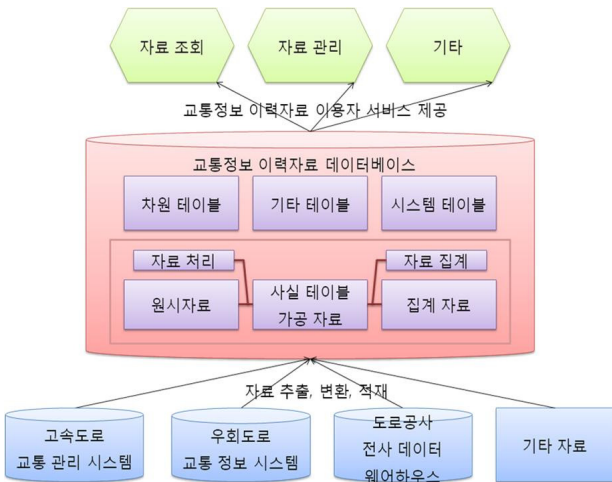 자료 조회
자료 관리
기타
교통정보 이력자료 이용자 서비스 제공
교통정보 이력자료 데이터베이스
차원 테이블
기타 테이블
시스템 테이블
자료 처리
자료 집계
원시자료
사실 테이블
가공 자료
집계 자료
자료 추출, 변환, 적재
고속도로
교통 관리 시스템
우회도로
교통 정보 시스템
도로공사
전사 데이터
웨어하우스
기타 자료